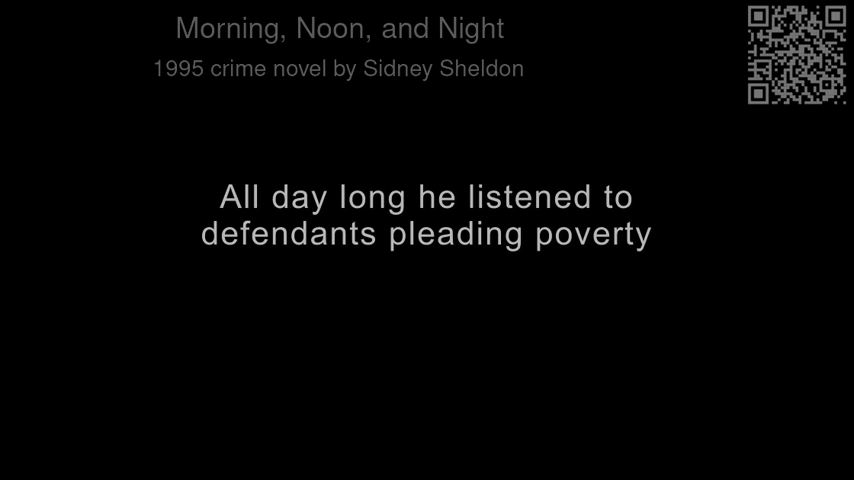 Morning, Noon, and Night
1995 crime novel by Sidney Sheldon
All day long he listened to
defendants pleading poverty